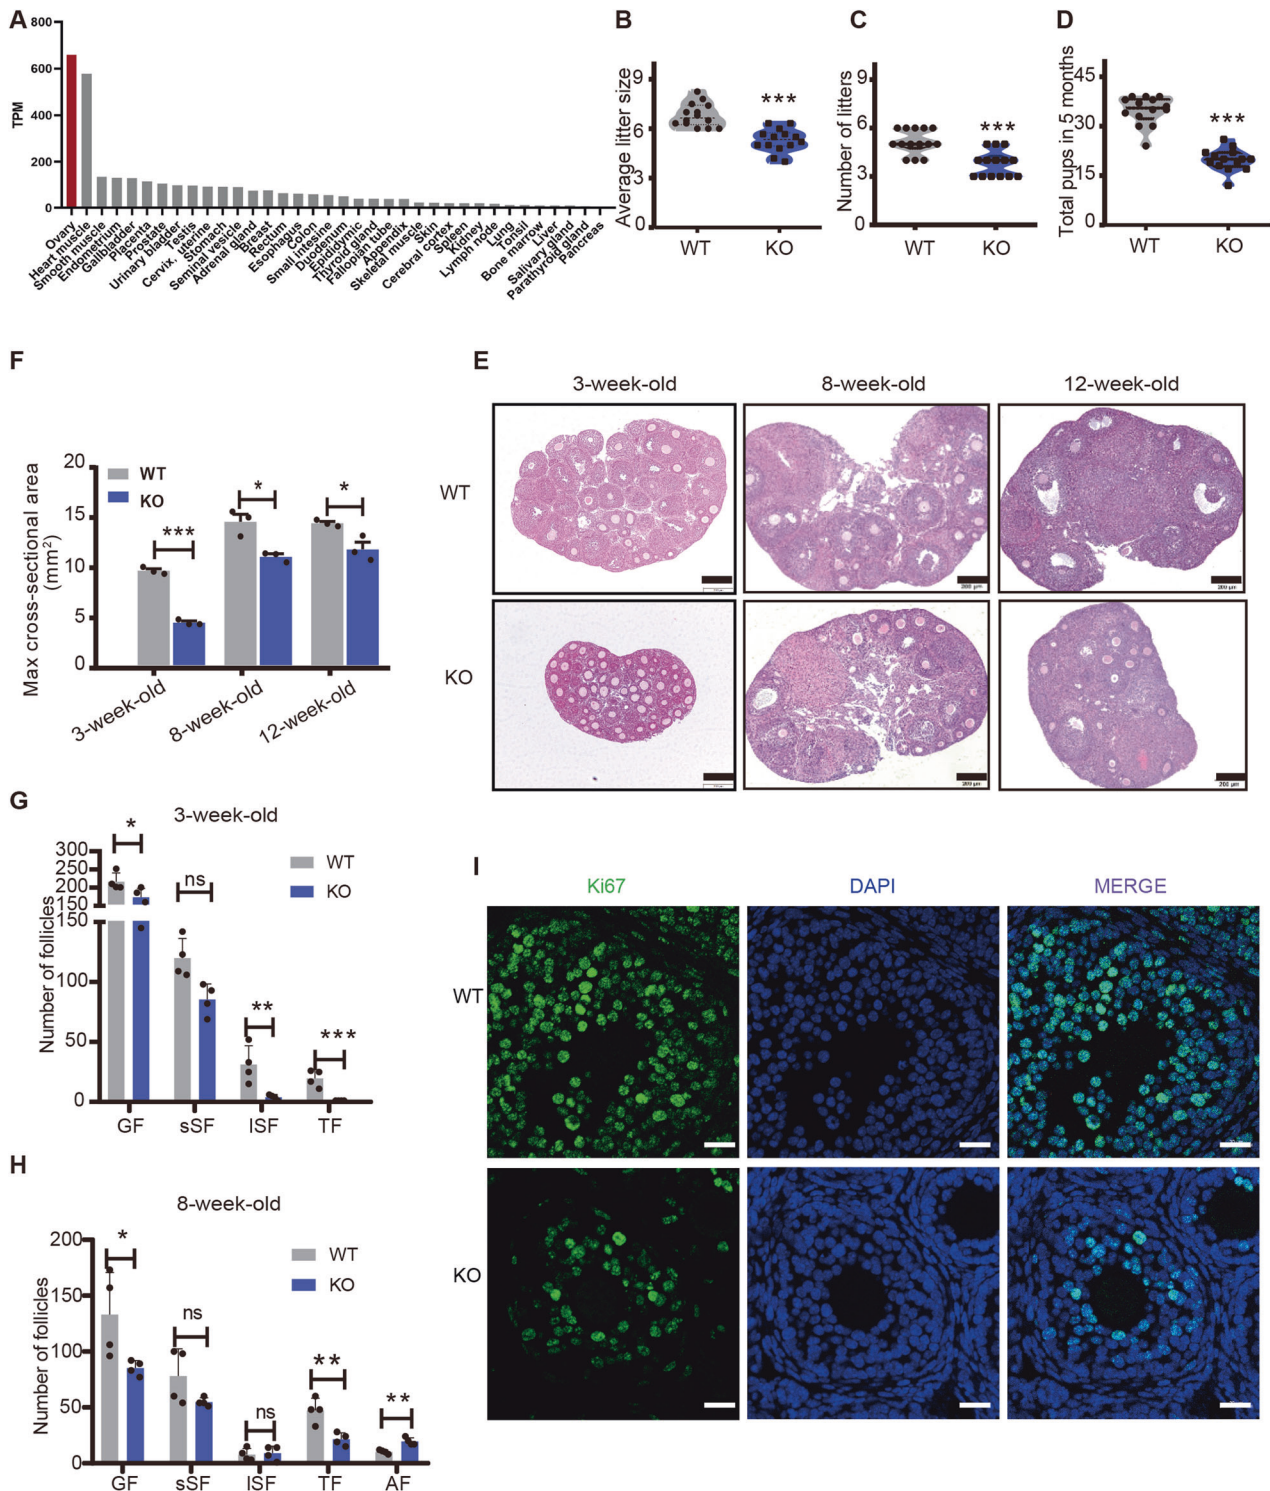 A
TPM
800
600
400
200
0
Ovary
Heart muscle
Smooth muscle
Endometrium
Gallbladder
Placenta
Prostate
Testis
Urinary bladder
Cervix, uterine
Stomach
Seminal vesicle
Adrenal gland
Breast
Rectum
Esophagus
Colon
Small intestine
Duodenum
Epididymic
Thyroid gland
Fallopian tube
Appendix
Skeletal muscle
Skin
Cerebral cortex
Spleen
Kidney
Lymph node
Lung
Tonsil
Bone marrow
Liver
Salivary gland
Parathyroid gland
Pancreas
B
Average litter size
9
6
3
0
***
WT KO
C
Number of litters
9
6
3
0
***
WT KO
D
Total pups in 5 months
45
30
15
0
***
WT KO
F
Max cross-sectional area
(mm²)
20
15
10
5
0
WT
KO
***
*
*
3-week-old
8-week-old
12-week-old
E
3-week-old 8-week-old 12-week-old
WT
200 µm
200 µm
KO
200 µm
200 µm
G
3-week-old
Number of follicles
300
250
200
150
150
100
50
0
WT
KO
*
ns
**
***
GF sSF lSF TF
H
8-week-old
Number of follicles
200
150
100
50
0
WT
KO
*
ns
ns
**
**
GF sSF lSF TF AF
I
Ki67 DAPI MERGE
WT
KO